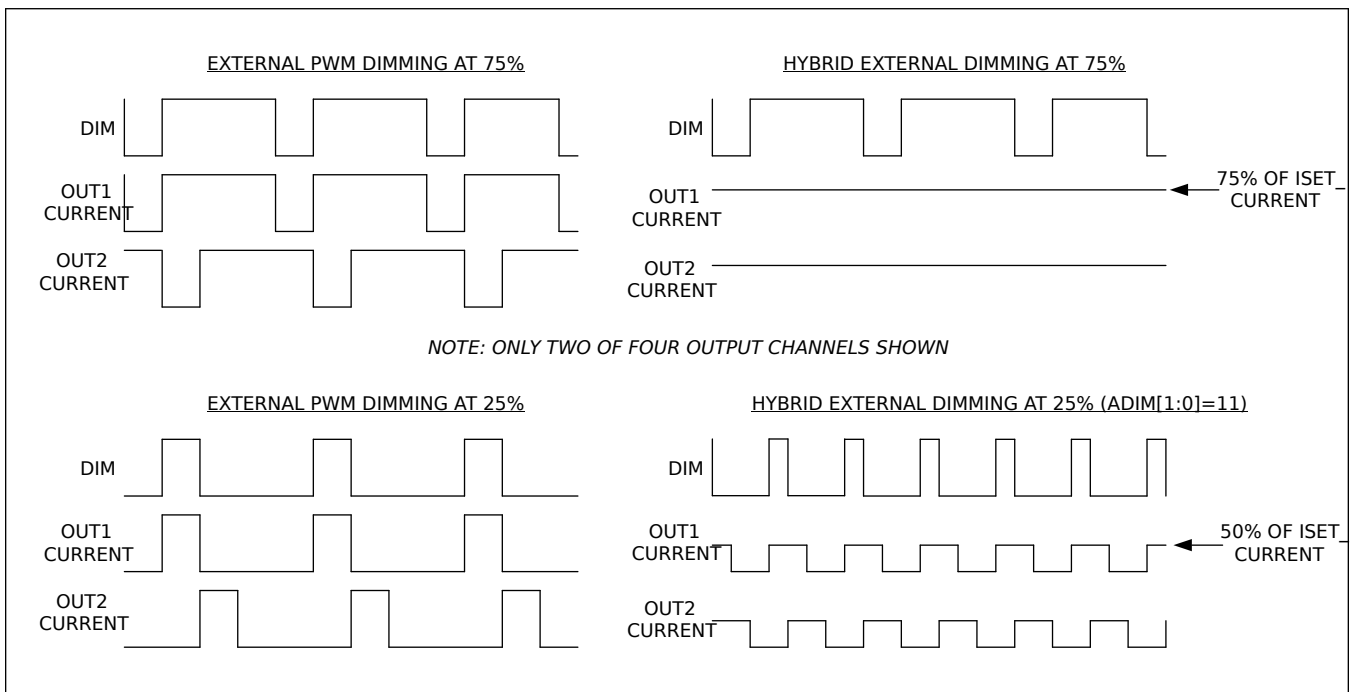 EXTERNAL PWM DIMMING AT 75%
DIM
OUT1
CURRENT
OUT2
CURRENT
HYBRID EXTERNAL DIMMING AT 75%
DIM
OUT1
CURRENT
75% OF ISET_
CURRENT
OUT2
CURRENT
NOTE: ONLY TWO OF FOUR OUTPUT CHANNELS SHOWN
EXTERNAL PWM DIMMING AT 25%
DIM
OUT1
CURRENT
OUT2
CURRENT
HYBRID EXTERNAL DIMMING AT 25% (ADIM[1:0]=11)
DIM
OUT1
CURRENT
50% OF ISET_
CURRENT
OUT2
CURRENT